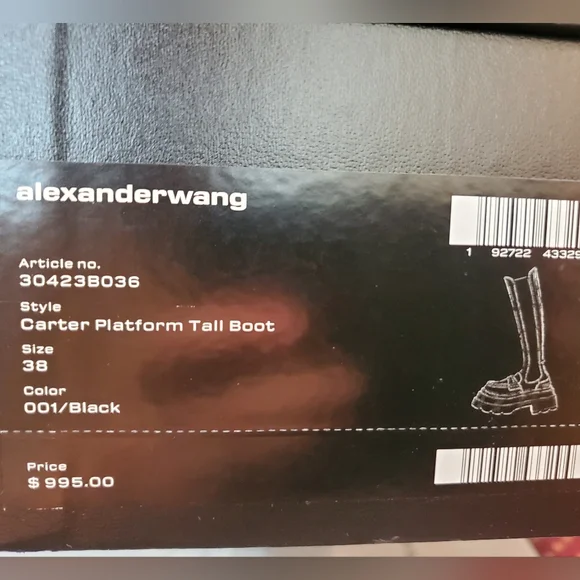 alexanderwang
1 92722 43329
Article no.
30423B036
Style
Carter Platform Tall Boot
Size
38
Color
001/Black
Price
$ 995.00